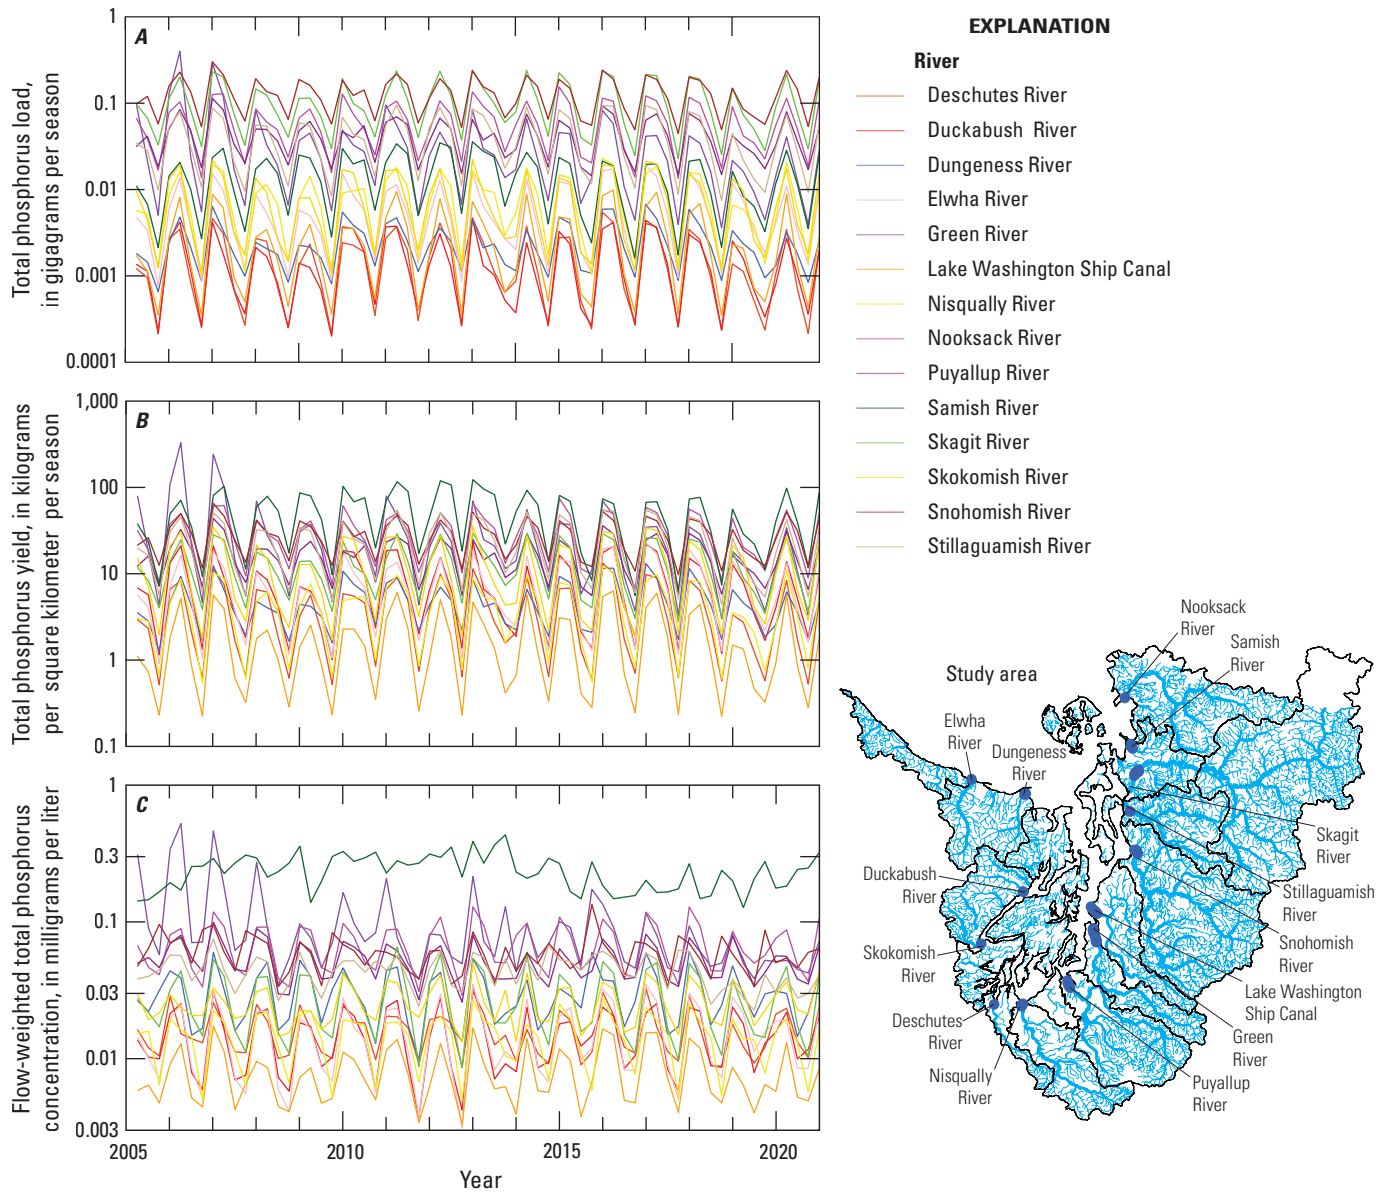 A
Total phosphorus load,
in gigagrams per season
1
0.1
0.01
0.001
0.0001
B
Total phosphorus yield, in kilograms
per square kilometer per season
1,000
100
10
1
0.1
C
Flow-weighted total phosphorus
concentration, in milligrams per liter
1
0.3
0.1
0.03
0.01
0.003
2005
2010
2015
2020
Year
EXPLANATION
River
Deschutes River
Duckabush River
Dungeness River
Elwha River
Green River
Lake Washington Ship Canal
Nisqually River
Nooksack River
Puyallup River
Samish River
Skagit River
Skokomish River
Snohomish River
Stillaguamish River
Study area
Nooksack
River
Samish
River
Elwha
River
Dungeness
River
Skagit
River
Duckabush
River
Stillaguamish
River
Skokomish
River
Snohomish
River
Lake Washington
Ship Canal
Deschutes
River
Green
River
Nisqually
River
Puyallup
River